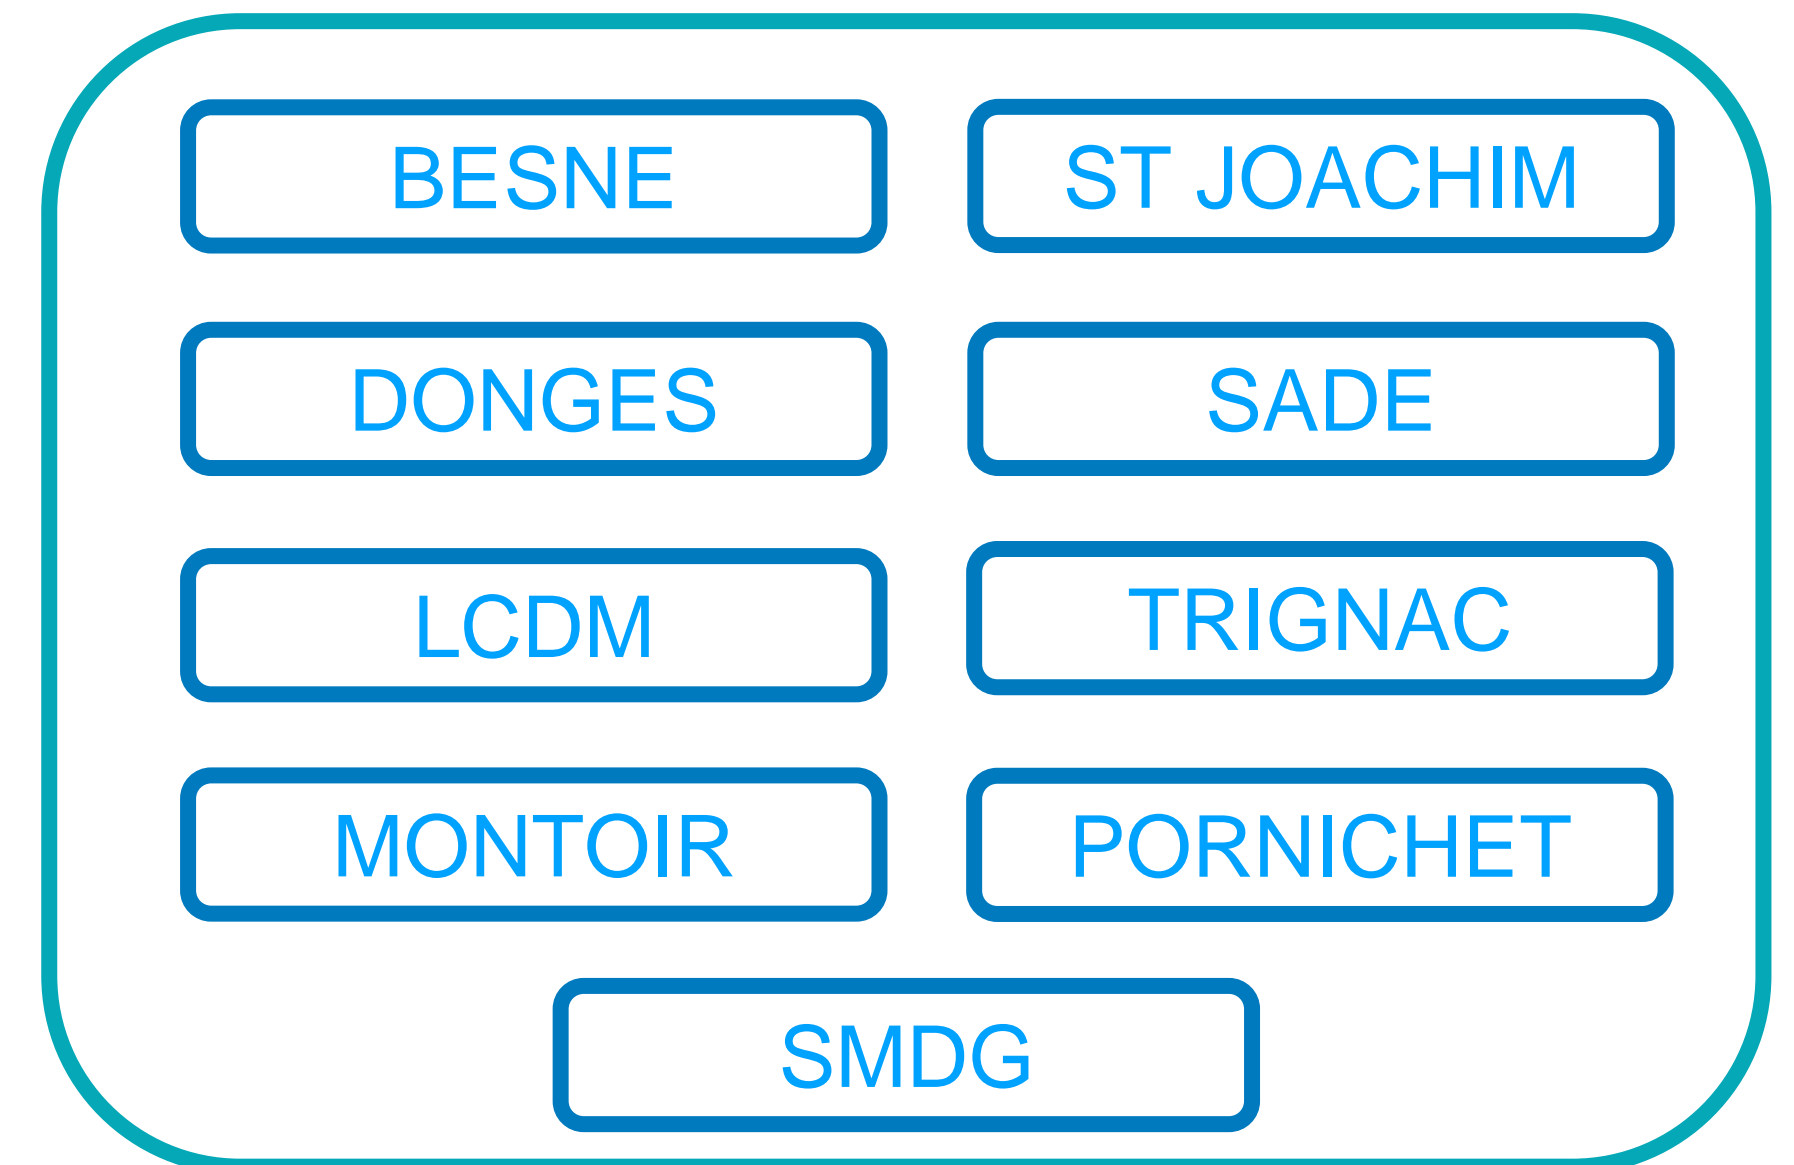 BESNE
ST JOACHIM
DONGES
SADE
LCDM
TRIGNAC
MONTOIR
PORNICHET
SMDG